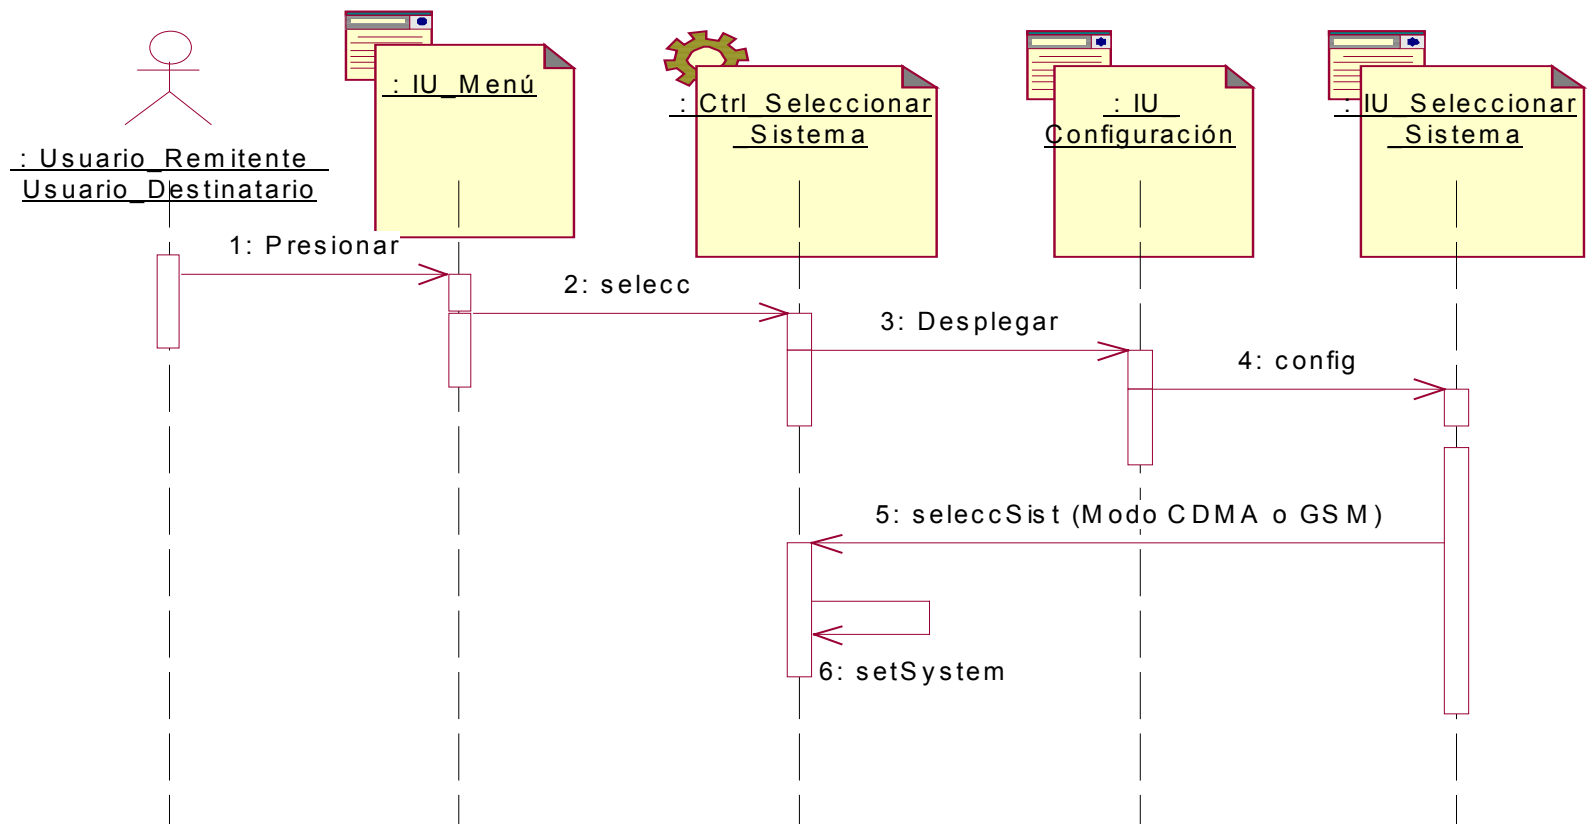 : Usuario_Remitente_
Usuario_Destinatario
: IU_Menú
: Ctrl_Seleccionar
_Sistema
: IU_
Configuración
: IU_Seleccionar
_Sistema
1: Presionar
2: selecc
3: Desplegar
4: config
5: seleccSist (Modo CDMA o GSM)
6: setSystem